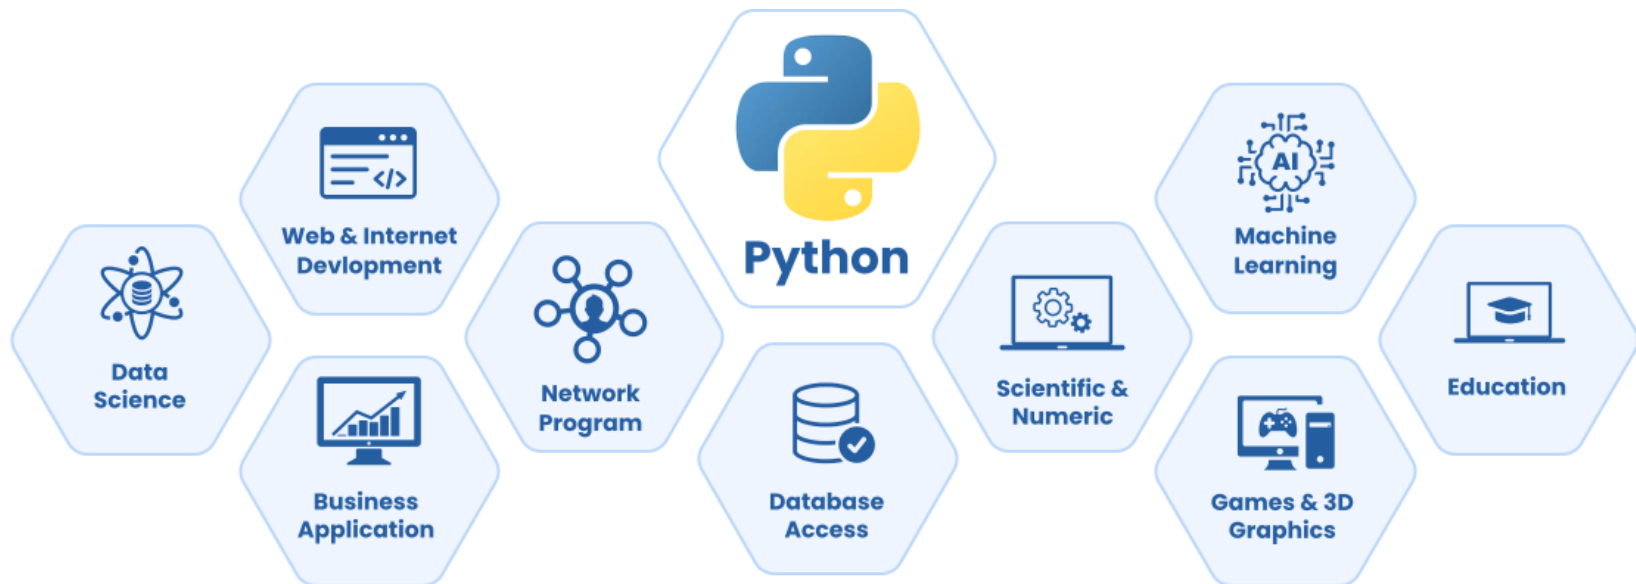 Python
Web & Internet
Devlopment
AI
Machine
Learning
Data
Science
Network
Program
Scientific &
Numeric
Education
Business
Application
Database
Access
Games & 3D
Graphics
</>